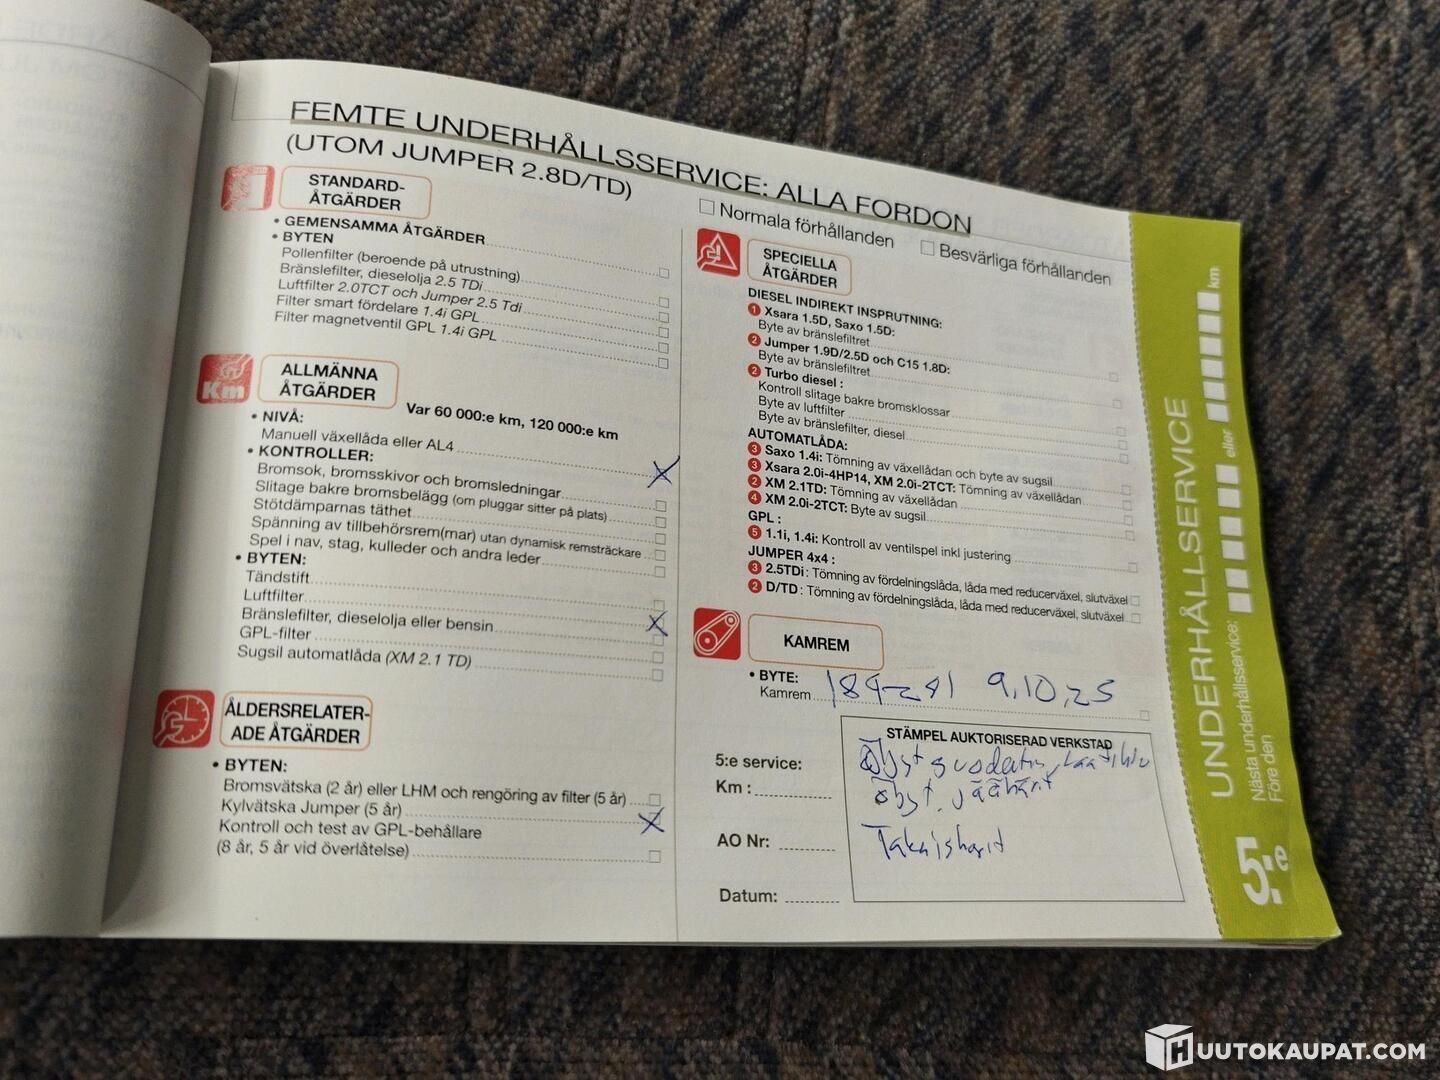 FEMTE UNDERHÅLLSSERVICE: ALLA FORDON
(UTOM JUMPER 2.8D/TD)
Normala förhållanden
Besvärliga förhållanden
STANDARD-
ÅTGÄRDER
• GEMENSAMMA ÅTGÄRDER
• BYTEN
Pollenfilter (beroende på utrustning)
Bränslefilter, dieselolja 2.5 TDi
Luftfilter 2.0TCT och Jumper 2.5 Tdi
Filter smart fördelare 1.4i GPL
Filter magnetventil GPL 1.4i GPL
Km
ALLMÄNNA
ÅTGÄRDER
Var 60 000:e km, 120 000:e km
• NIVÅ:
Manuell växellåda eller AL4
• KONTROLLER:
Bromsok, bromsskivor och bromsledningar
Slitage bakre bromsbelägg (om pluggar sitter på plats)
Stötdämparnas täthet
Spänning av tillbehörsrem(mar) utan dynamisk remsträckare
Spel i nav, stag, kulleder och andra leder
• BYTEN:
Tändstift
Luftfilter
Bränslefilter, dieselolja eller bensin
GPL-filter
Sugsil automatlåda (XM 2.1 TD)
ÅLDERSRELATER-
ADE ÅTGÄRDER
• BYTEN:
Bromsvätska (2 år) eller LHM och rengöring av filter (5 år)
Kylvätska Jumper (5 år)
Kontroll och test av GPL-behållare
(8 år, 5 år vid överlåtelse)
SPECIELLA
ÅTGÄRDER
DIESEL INDIREKT INSPRUTNING:
1 Xsara 1.5D, Saxo 1.5D:
Byte av bränslefiltret
2 Jumper 1.9D/2.5D och C15 1.8D:
Byte av bränslefiltret
2 Turbo diesel :
Kontroll slitage bakre bromsklossar
Byte av luftfilter
Byte av bränslefilter, diesel
AUTOMATLÅDA:
3 Saxo 1.4i: Tömning av växellådan och byte av sugsil
3 Xsara 2.0i-4HP14, XM 2.0i-2TCT: Tömning av växellådan
2 XM 2.1TD: Tömning av växellådan
4 XM 2.0i-2TCT: Byte av sugsil
GPL :
5 1.1i, 1.4i: Kontroll av ventilspel inkl justering
JUMPER 4x4 :
3 2.5TDi : Tömning av fördelningslåda, låda med reducerväxel, slutväxel
2 D/TD : Tömning av fördelningslåda, låda med reducerväxel, slutväxel
KAMREM
• BYTE:
Kamrem 9.10,25
5:e service:
Km :
AO Nr:
Datum:
STÄMPEL AUKTORISERAD VERKSTAD
5:e
UNDERHÅLLSSERVICE
Nästa underhållsservice:
Före den
eller
km
HUUTOKAUPAT.COM